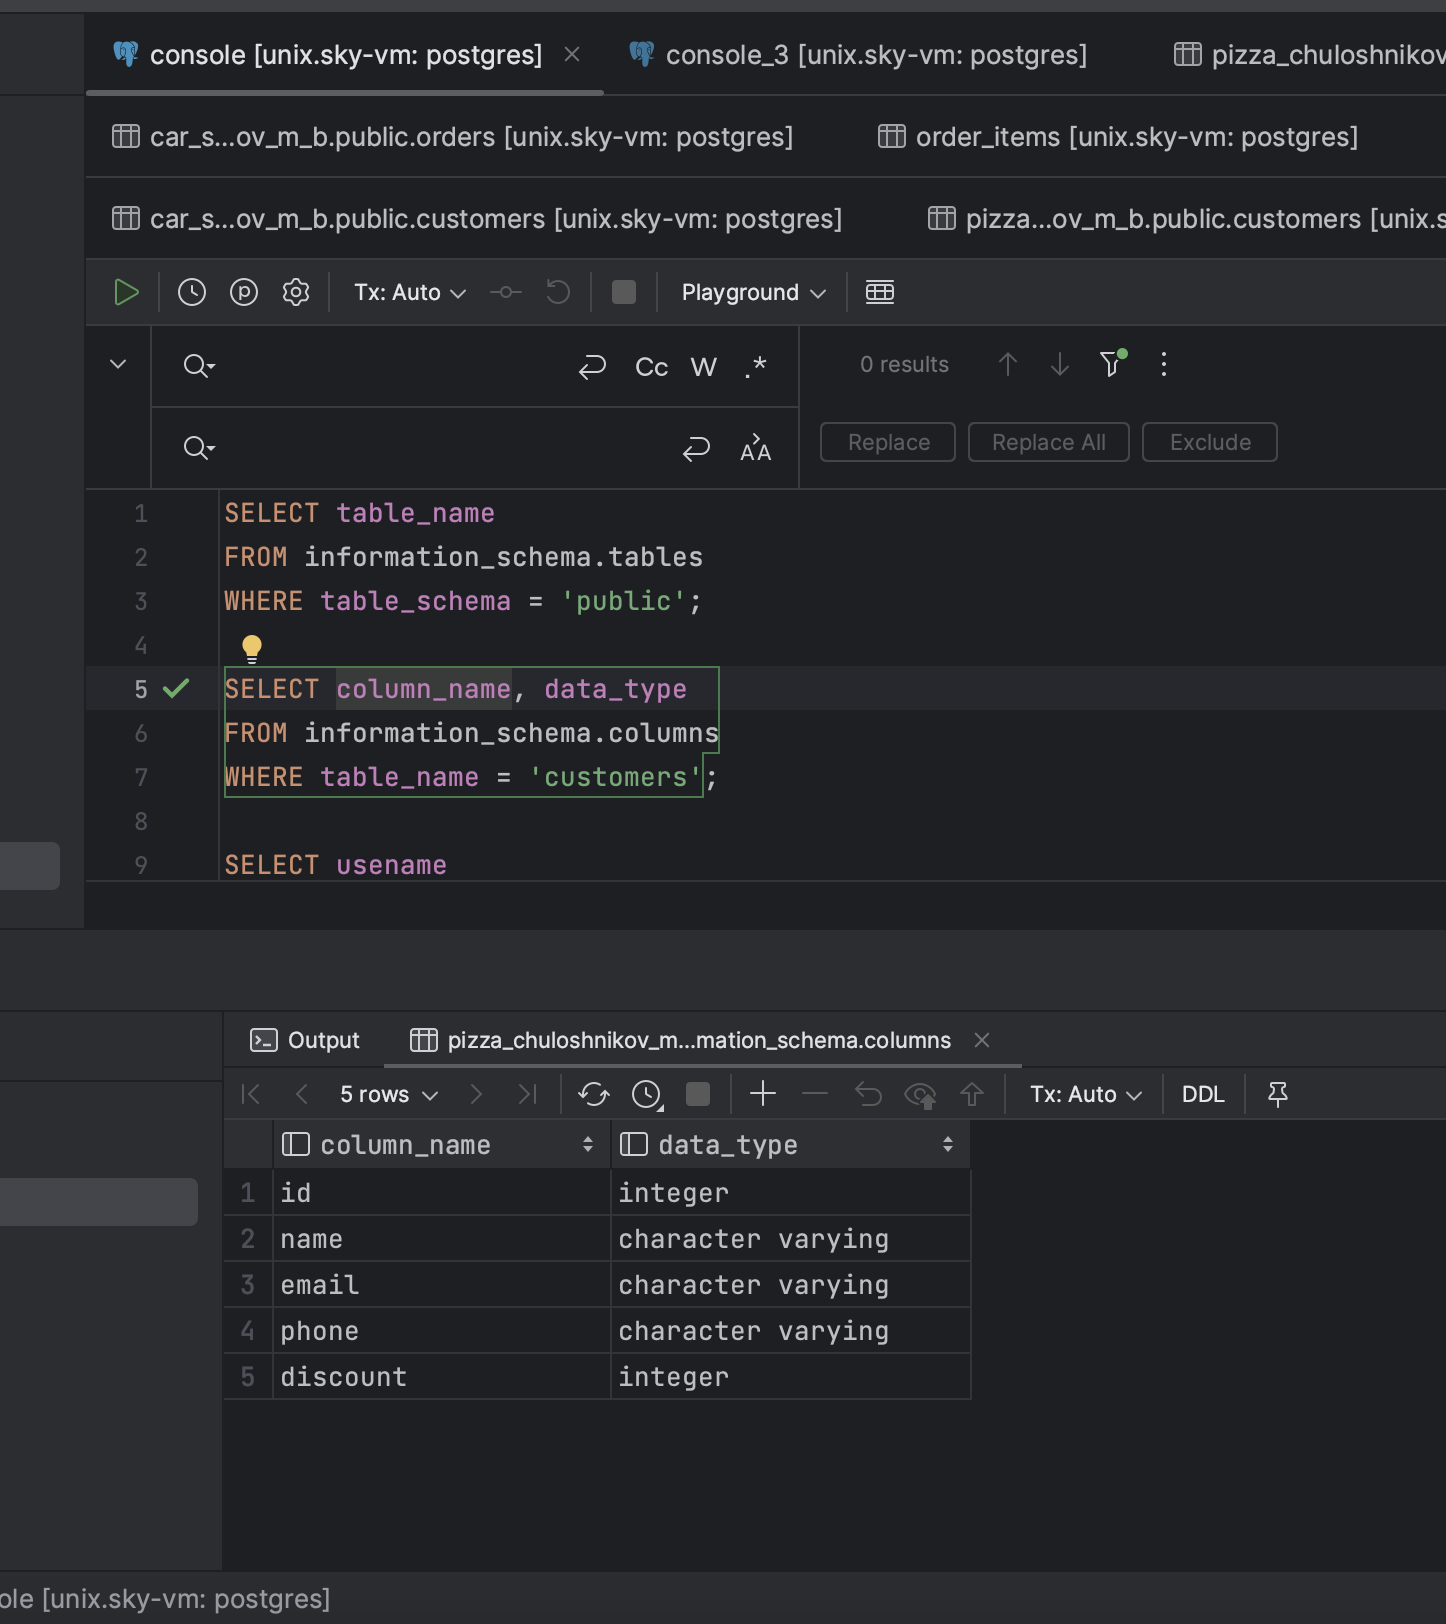 console [unix.sky-vm: postgres]
console_3 [unix.sky-vm: postgres]
pizza_chuloshnikov
car_s...ov_m_b.public.orders [unix.sky-vm: postgres]
order_items [unix.sky-vm: postgres]
car_s...ov_m_b.public.customers [unix.sky-vm: postgres]
pizza...ov_m_b.public.customers [unix.s
Tx: Auto
Playground
Cc W .*
0 results
Replace
Replace All
Exclude
1 SELECT table_name
2 FROM information_schema.tables
3 WHERE table_schema = 'public';
4
5 SELECT column_name, data_type
6 FROM information_schema.columns
7 WHERE table_name = 'customers';
8
9 SELECT usename
Output
pizza_chuloshnikov_m...mation_schema.columns
5 rows
Tx: Auto
DDL
column_name data_type
1 id integer
2 name character varying
3 email character varying
4 phone character varying
5 discount integer
ole [unix.sky-vm: postgres]